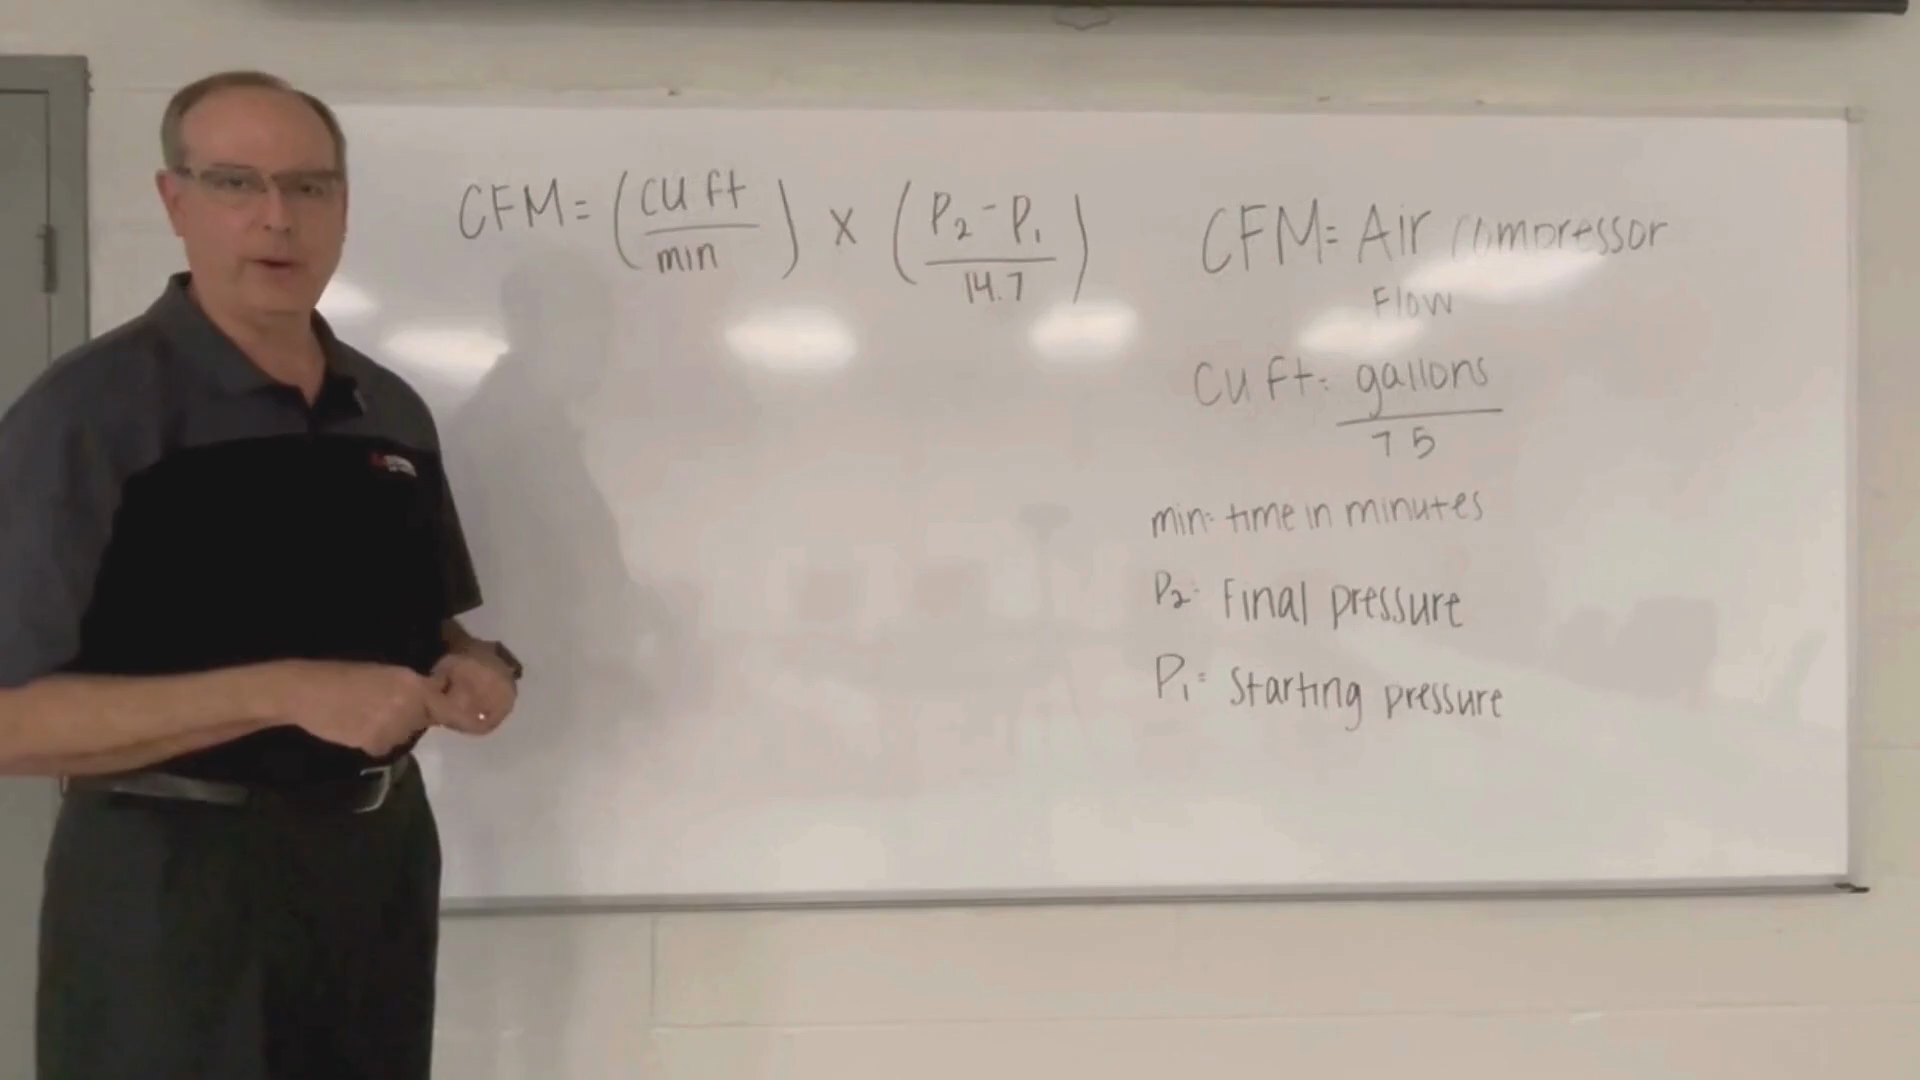 CFM = (cu ft / min) x (P₂ - P₁ / 14.7)
CFM = Air compressor
Flow
Cu ft = gallons
7 5
min = time in minutes
P₂ = Final pressure
P₁ = Starting pressure